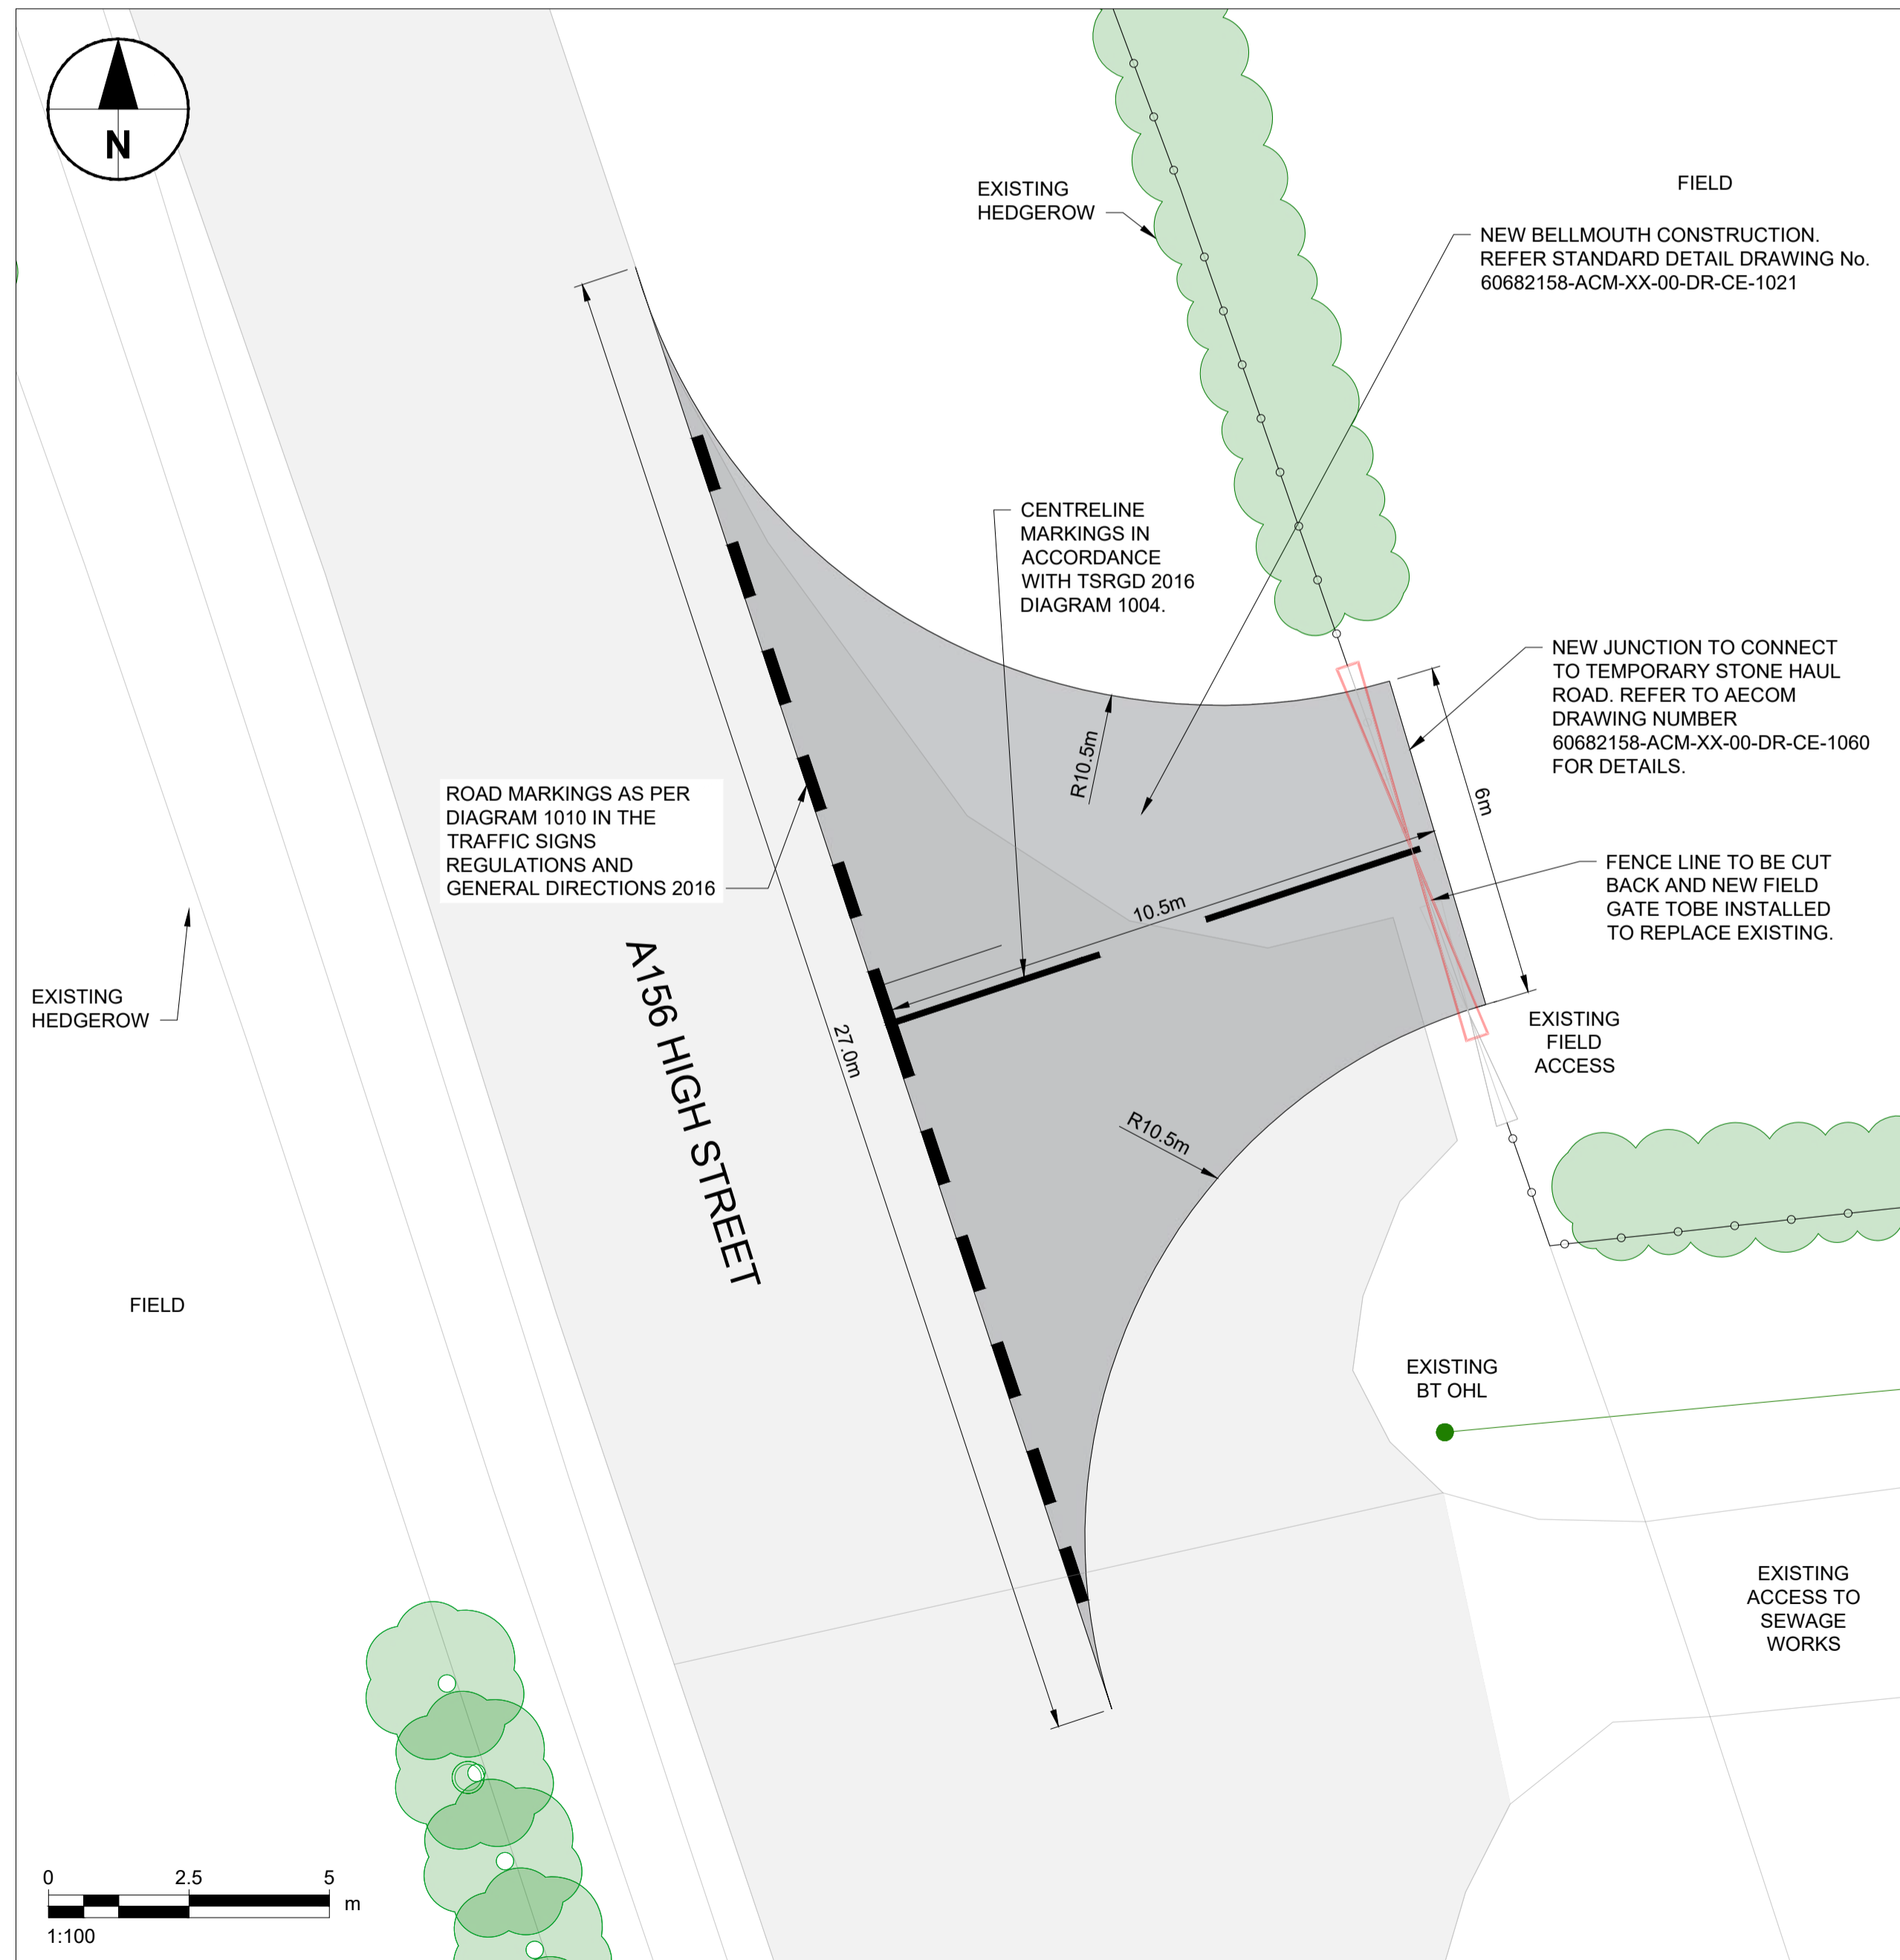 N
EXISTING
HEDGEROW
FIELD
NEW BELLMOUTH CONSTRUCTION.
REFER STANDARD DETAIL DRAWING No.
60682158-ACM-XX-00-DR-CE-1021
CENTRELINE
MARKINGS IN
ACCORDANCE
WITH TSRGD 2016
DIAGRAM 1004.
NEW JUNCTION TO CONNECT
TO TEMPORARY STONE HAUL
ROAD. REFER TO AECOM
DRAWING NUMBER
60682158-ACM-XX-00-DR-CE-1060
FOR DETAILS.
R10.5m
6m
ROAD MARKINGS AS PER
DIAGRAM 1010 IN THE
TRAFFIC SIGNS
REGULATIONS AND
GENERAL DIRECTIONS 2016
10.5m
FENCE LINE TO BE CUT
BACK AND NEW FIELD
GATE TOBE INSTALLED
TO REPLACE EXISTING.
A156 HIGH STREET
27.0m
EXISTING
HEDGEROW
EXISTING
FIELD
ACCESS
R10.5m
FIELD
EXISTING
BT OHL
EXISTING
ACCESS TO
SEWAGE
WORKS
0 2.5 5
m
1:100